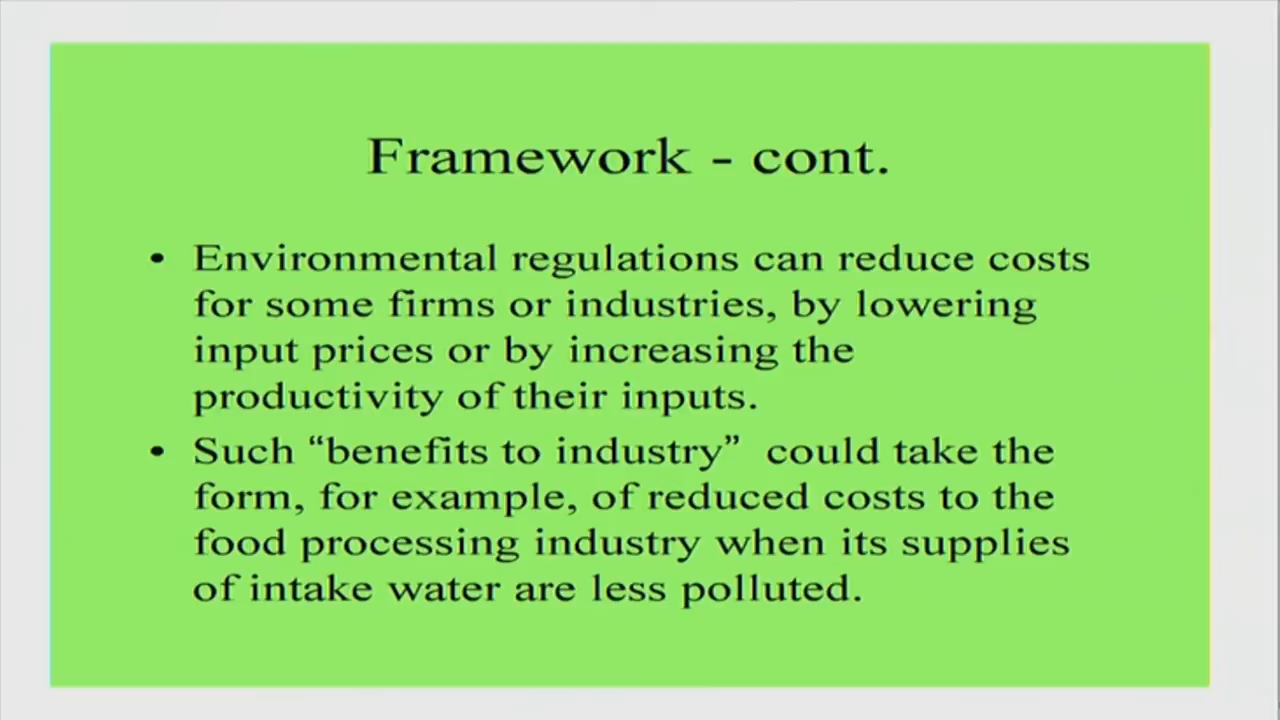 Framework - cont.
• Environmental regulations can reduce costs
for some firms or industries, by lowering
input prices or by increasing the
productivity of their inputs.
• Such “benefits to industry”  could take the
form, for example, of reduced costs to the
food processing industry when its supplies
of intake water are less polluted.